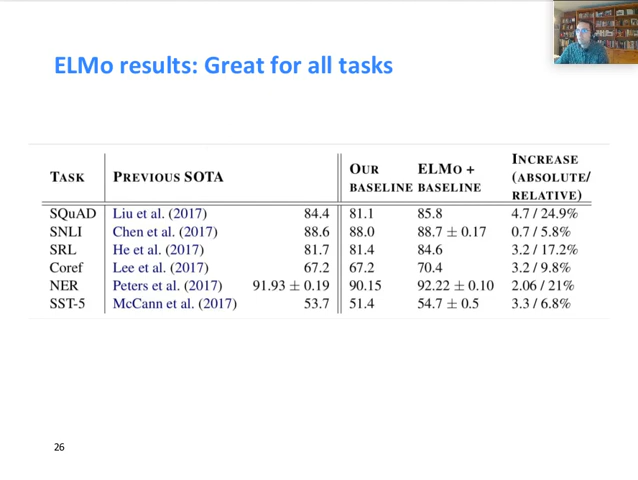 ELMo results: Great for all tasks
TASK PREVIOUS SOTA OUR BASELINE ELMO + BASELINE INCREASE (ABSOLUTE/ RELATIVE)
SQuAD Liu et al. (2017) 84.4 81.1 85.8 4.7 / 24.9%
SNLI Chen et al. (2017) 88.6 88.0 88.7 ± 0.17 0.7 / 5.8%
SRL He et al. (2017) 81.7 81.4 84.6 3.2 / 17.2%
Coref Lee et al. (2017) 67.2 67.2 70.4 3.2 / 9.8%
NER Peters et al. (2017) 91.93 ± 0.19 90.15 92.22 ± 0.10 2.06 / 21%
SST-5 McCann et al. (2017) 53.7 51.4 54.7 ± 0.5 3.3 / 6.8%
26